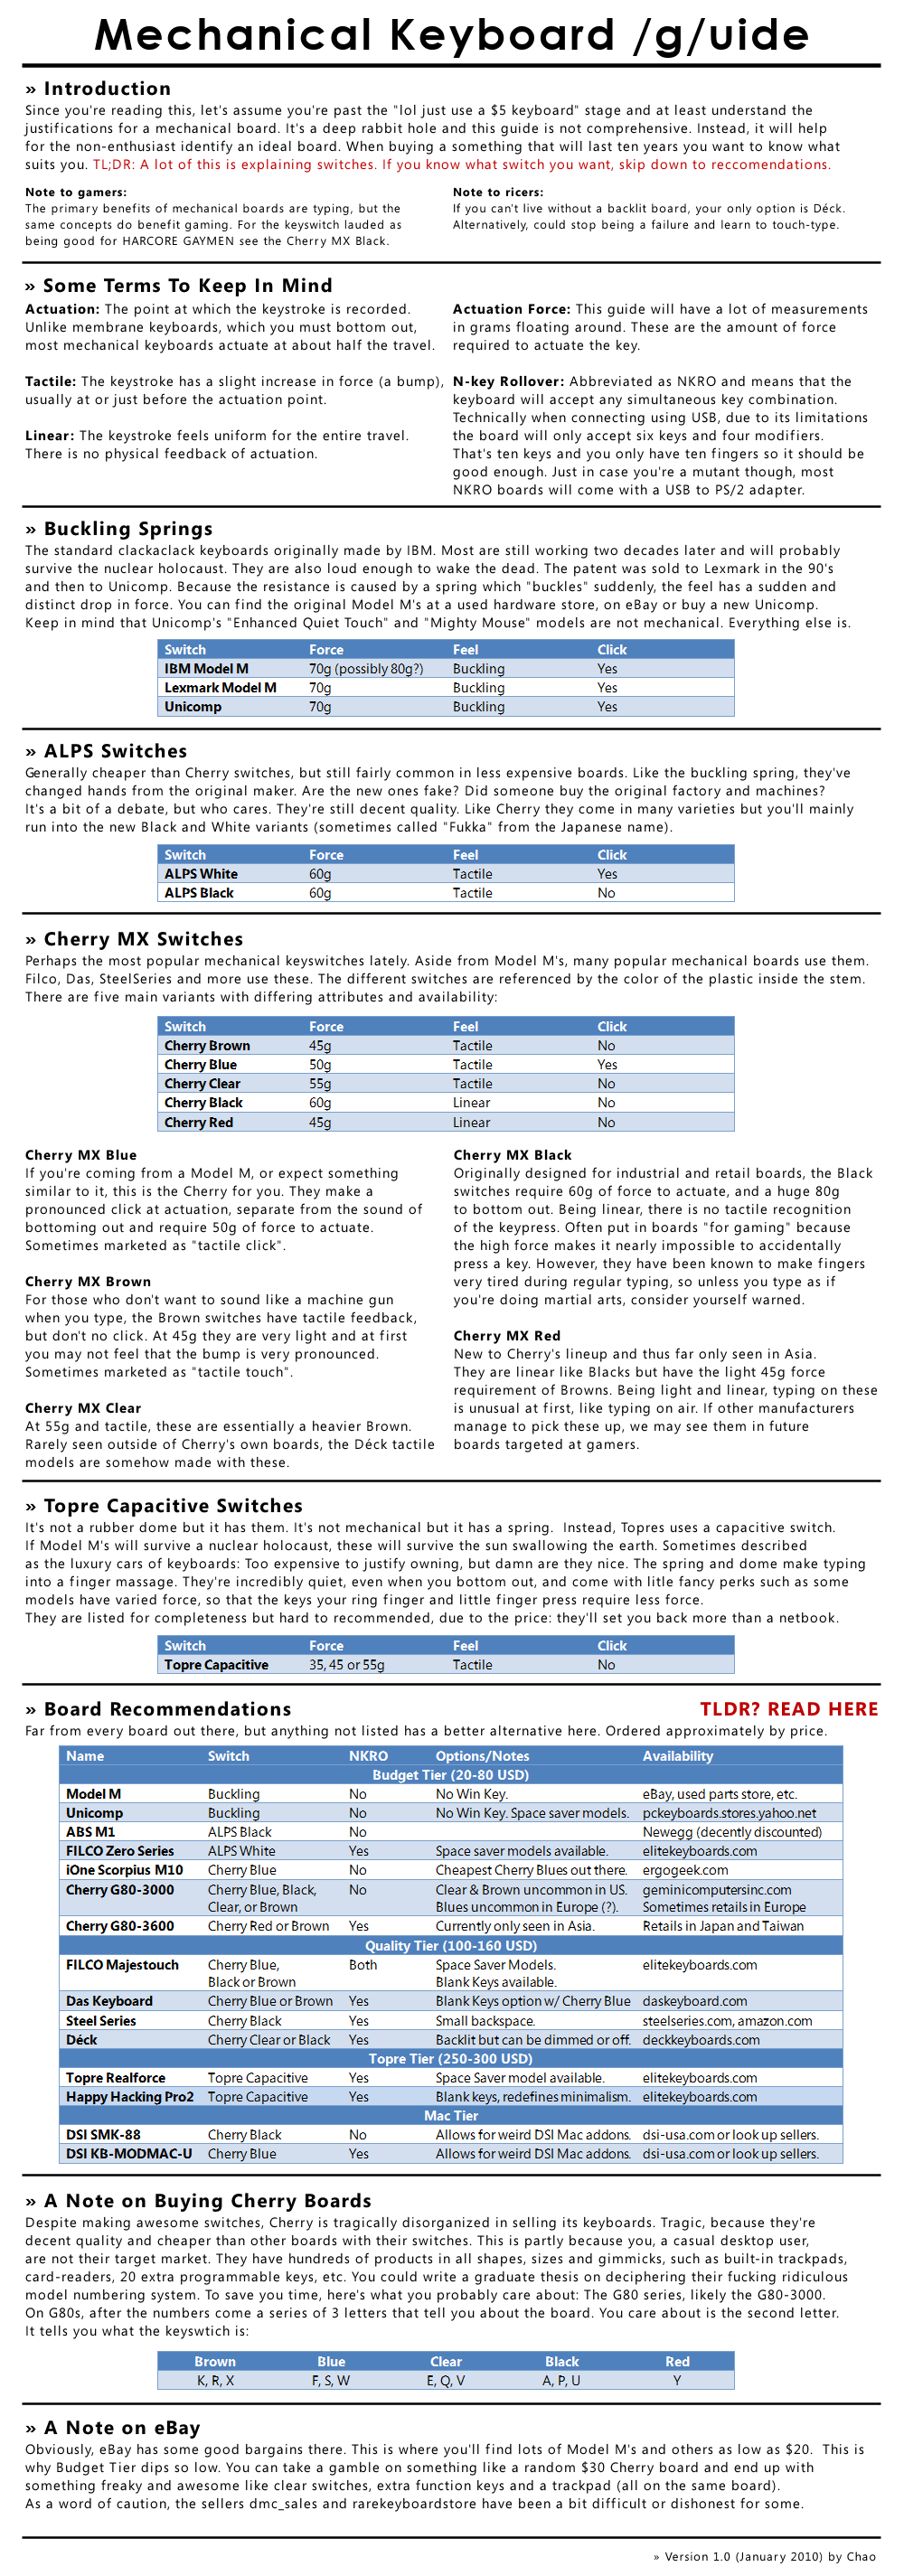 Mechanical Keyboard /g/uide
» Introduction
Since you're reading this, let's assume you're past the "lol just use a $5 keyboard" stage and at least understand the
justifications for a mechanical board. It's a deep rabbit hole and this guide is not comprehensive. Instead, it will help
for the non-enthusiast identify an ideal board. When buying a something that will last ten years you want to know what
suits you. TL;DR: A lot of this is explaining switches. If you know what switch you want, skip down to reccomendations.
Note to gamers:
The primary benefits of mechanical boards are typing, but the
same concepts do benefit gaming. For the keyswitch lauded as
being good for HARCORE GAYMEN see the Cherry MX Black.
Note to ricers:
If you can't live without a backlit board, your only option is Déck.
Alternatively, could stop being a failure and learn to touch-type.
» Some Terms To Keep In Mind
Actuation: The point at which the keystroke is recorded.
Unlike membrane keyboards, which you must bottom out,
most mechanical keyboards actuate at about half the travel.
Tactile: The keystroke has a slight increase in force (a bump),
usually at or just before the actuation point.
Linear: The keystroke feels uniform for the entire travel.
There is no physical feedback of actuation.
Actuation Force: This guide will have a lot of measurements
in grams floating around. These are the amount of force
required to actuate the key.
N-key Rollover: Abbreviated as NKRO and means that the
keyboard will accept any simultaneous key combination.
Technically when connecting using USB, due to its limitations
the board will only accept six keys and four modifiers.
That's ten keys and you only have ten fingers so it should be
good enough. Just in case you're a mutant though, most
NKRO boards will come with a USB to PS/2 adapter.
» Buckling Springs
The standard clackaclack keyboards originally made by IBM. Most are still working two decades later and will probably
survive the nuclear holocaust. They are also loud enough to wake the dead. The patent was sold to Lexmark in the 90's
and then to Unicomp. Because the resistance is caused by a spring which "buckles" suddenly, the feel has a sudden and
distinct drop in force. You can find the original Model M's at a used hardware store, on eBay or buy a new Unicomp.
Keep in mind that Unicomp's "Enhanced Quiet Touch" and "Mighty Mouse" models are not mechanical. Everything else is.
Switch Force Feel Click
IBM Model M 70g (possibly 80g?) Buckling Yes
Lexmark Model M 70g Buckling Yes
Unicomp 70g Buckling Yes
» ALPS Switches
Generally cheaper than Cherry switches, but still fairly common in less expensive boards. Like the buckling spring, they've
changed hands from the original maker. Are the new ones fake? Did someone buy the original factory and machines?
It's a bit of a debate, but who cares. They're still decent quality. Like Cherry they come in many varieties but you'll mainly
run into the new Black and White variants (sometimes called "Fukka" from the Japanese name).
Switch Force Feel Click
ALPS White 60g Tactile Yes
ALPS Black 60g Tactile No
» Cherry MX Switches
Perhaps the most popular mechanical keyswitches lately. Aside from Model M's, many popular mechanical boards use them.
Filco, Das, SteelSeries and more use these. The different switches are referenced by the color of the plastic inside the stem.
There are five main variants with differing attributes and availability:
Switch Force Feel Click
Cherry Brown 45g Tactile No
Cherry Blue 50g Tactile Yes
Cherry Clear 55g Tactile No
Cherry Black 60g Linear No
Cherry Red 45g Linear No
Cherry MX Blue
If you're coming from a Model M, or expect something
similar to it, this is the Cherry for you. They make a
pronounced click at actuation, separate from the sound of
bottoming out and require 50g of force to actuate.
Sometimes marketed as "tactile click".
Cherry MX Brown
For those who don't want to sound like a machine gun
when you type, the Brown switches have tactile feedback,
but don't no click. At 45g they are very light and at first
you may not feel that the bump is very pronounced.
Sometimes marketed as "tactile touch".
Cherry MX Clear
At 55g and tactile, these are essentially a heavier Brown.
Rarely seen outside of Cherry's own boards, the Déck tactile
models are somehow made with these.
Cherry MX Black
Originally designed for industrial and retail boards, the Black
switches require 60g of force to actuate, and a huge 80g
to bottom out. Being linear, there is no tactile recognition
of the keypress. Often put in boards "for gaming" because
the high force makes it nearly impossible to accidentally
press a key. However, they have been known to make fingers
very tired during regular typing, so unless you type as if
you're doing martial arts, consider yourself warned.
Cherry MX Red
New to Cherry's lineup and thus far only seen in Asia.
They are linear like Blacks but have the light 45g force
requirement of Browns. Being light and linear, typing on these
is unusual at first, like typing on air. If other manufacturers
manage to pick these up, we may see them in future
boards targeted at gamers.
» Topre Capacitive Switches
It's not a rubber dome but it has them. It's not mechanical but it has a spring. Instead, Topres uses a capacitive switch.
If Model M's will survive a nuclear holocaust, these will survive the sun swallowing the earth. Sometimes described
as the luxury cars of keyboards: Too expensive to justify owning, but damn are they nice. The spring and dome make typing
into a finger massage. They're incredibly quiet, even when you bottom out, and come with litle fancy perks such as some
models have varied force, so that the keys your ring finger and little finger press require less force.
They are listed for completeness but hard to recommended, due to the price: they'll set you back more than a netbook.
Switch Force Feel Click
Topre Capacitive 35, 45 or 55g Tactile No
» Board Recommendations TLDR? READ HERE
Far from every board out there, but anything not listed has a better alternative here. Ordered approximately by price.
Name Switch NKRO Options/Notes Availability
Budget Tier (20-80 USD)
Model M Buckling No No Win Key. eBay, used parts store, etc.
Unicomp Buckling No No Win Key. Space saver models. pckeyboards.stores.yahoo.net
ABS M1 ALPS Black No Newegg (decently discounted)
FILCO Zero Series ALPS White Yes Space saver models available. elitekeyboards.com
iOne Scorpius M10 Cherry Blue No Cheapest Cherry Blues out there. ergogeek.com
Cherry G80-3000 Cherry Blue, Black, No Clear & Brown uncommon in US. geminicomputersinc.com
Clear, or Brown Blues uncommon in Europe (?). Sometimes retails in Europe
Cherry G80-3600 Cherry Red or Brown Yes Currently only seen in Asia. Retails in Japan and Taiwan
Quality Tier (100-160 USD)
FILCO Majestouch Cherry Blue, Both Space Saver Models. elitekeyboards.com
Black or Brown Blank Keys available.
Das Keyboard Cherry Blue or Brown Yes Blank Keys option w/ Cherry Blue daskeyboard.com
Steel Series Cherry Black Yes Small backspace. steelseries.com, amazon.com
Déck Cherry Clear or Black Yes Backlit but can be dimmed or off. deckkeyboards.com
Topre Tier (250-300 USD)
Topre Realforce Topre Capacitive Yes Space Saver model available. elitekeyboards.com
Happy Hacking Pro2 Topre Capacitive Yes Blank keys, redefines minimalism. elitekeyboards.com
Mac Tier
DSI SMK-88 Cherry Black No Allows for weird DSI Mac addons. dsi-usa.com or look up sellers.
DSI KB-MODMAC-U Cherry Blue Yes Allows for weird DSI Mac addons. dsi-usa.com or look up sellers.
» A Note on Buying Cherry Boards
Despite making awesome switches, Cherry is tragically disorganized in selling its keyboards. Tragic, because they're
decent quality and cheaper than other boards with their switches. This is partly because you, a casual desktop user,
are not their target market. They have hundreds of products in all shapes, sizes and gimmicks, such as built-in trackpads,
card-readers, 20 extra programmable keys, etc. You could write a graduate thesis on deciphering their fucking ridiculous
model numbering system. To save you time, here's what you probably care about: The G80 series, likely the G80-3000.
On G80s, after the numbers come a series of 3 letters that tell you about the board. You care about is the second letter.
It tells you what the keyswtich is:
Brown Blue Clear Black Red
K, R, X F, S, W E, Q, V A, P, U Y
» A Note on eBay
Obviously, eBay has some good bargains there. This is where you'll find lots of Model M's and others as low as $20. This is
why Budget Tier dips so low. You can take a gamble on something like a random $30 Cherry board and end up with
something freaky and awesome like clear switches, extra function keys and a trackpad (all on the same board).
As a word of caution, the sellers dmc_sales and rarekeyboardstore have been a bit difficult or dishonest for some.
» Version 1.0 (January 2010) by Chao